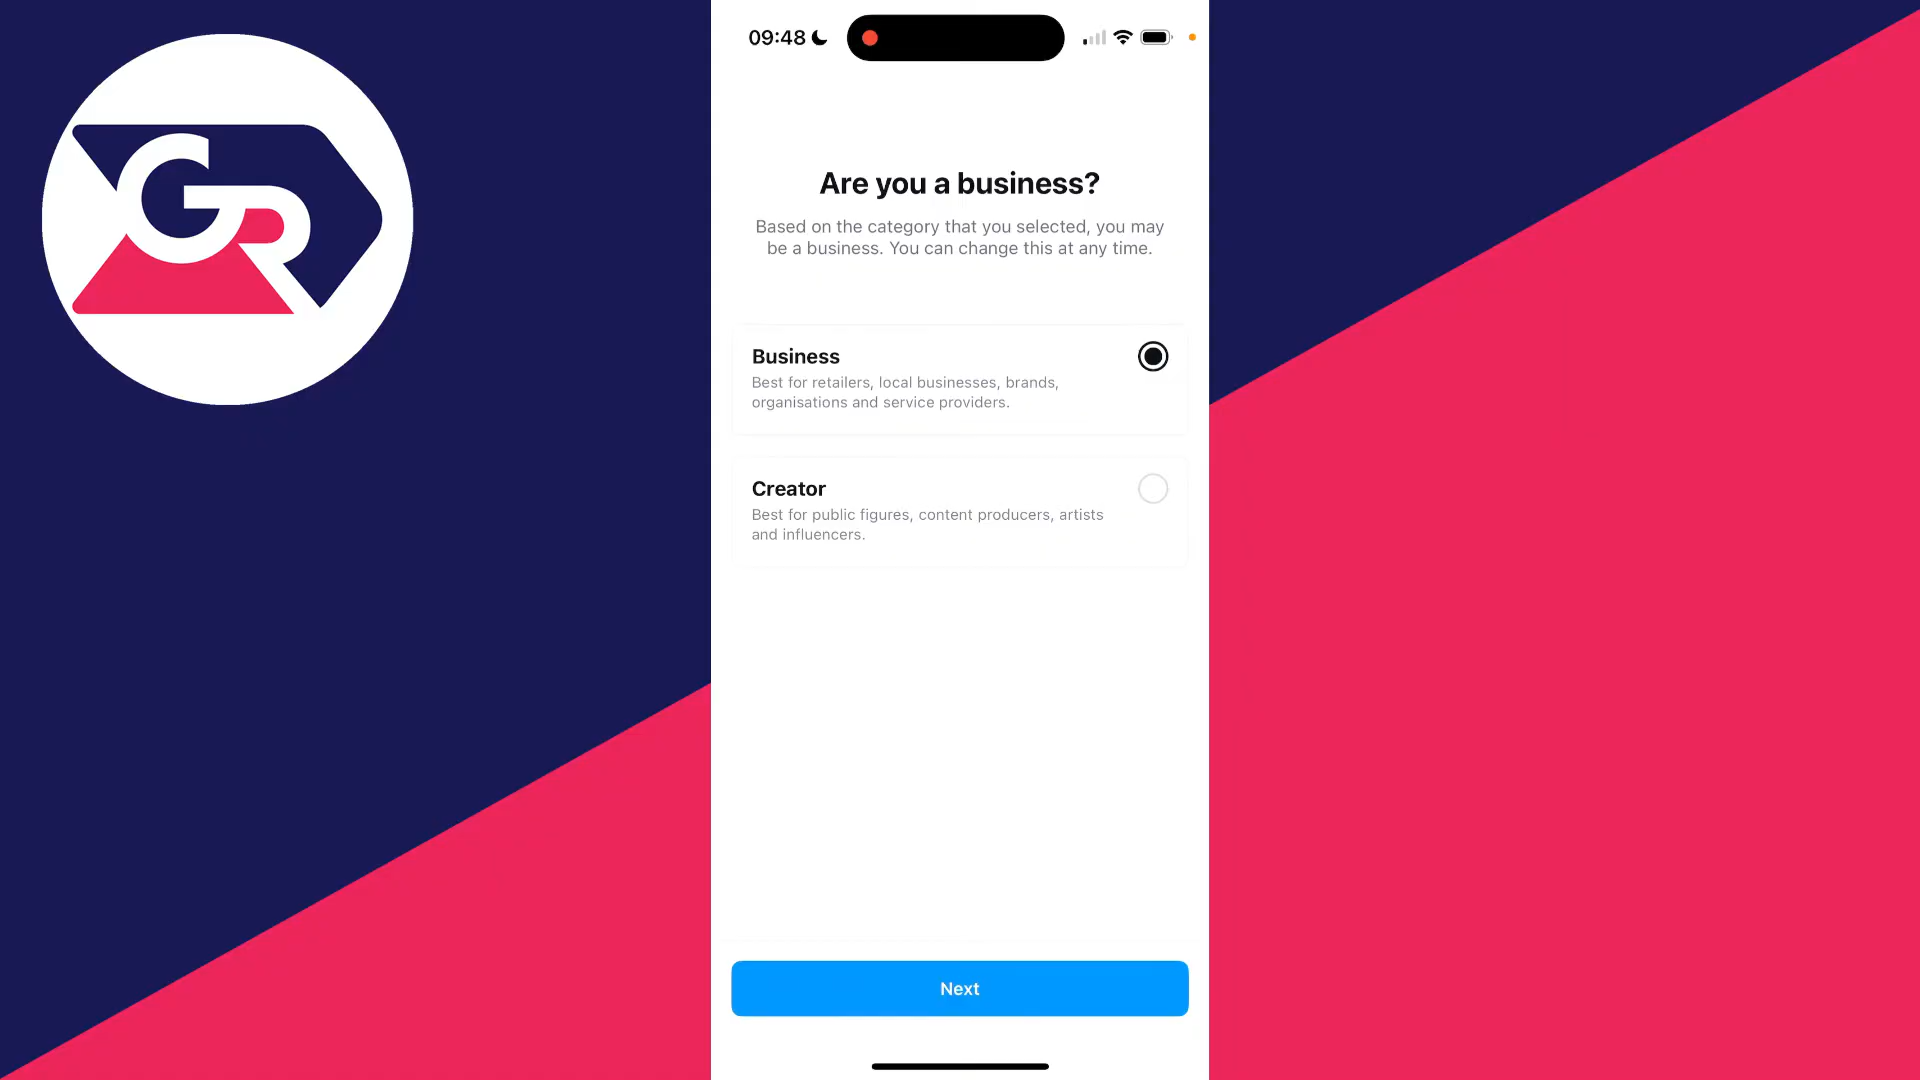 GR
09:48
Are you a business?
Based on the category that you selected, you may
be a business. You can change this at any time.
Business
Best for retailers, local businesses, brands,
organisations and service providers.
Creator
Best for public figures, content producers, artists
and influencers.
Next